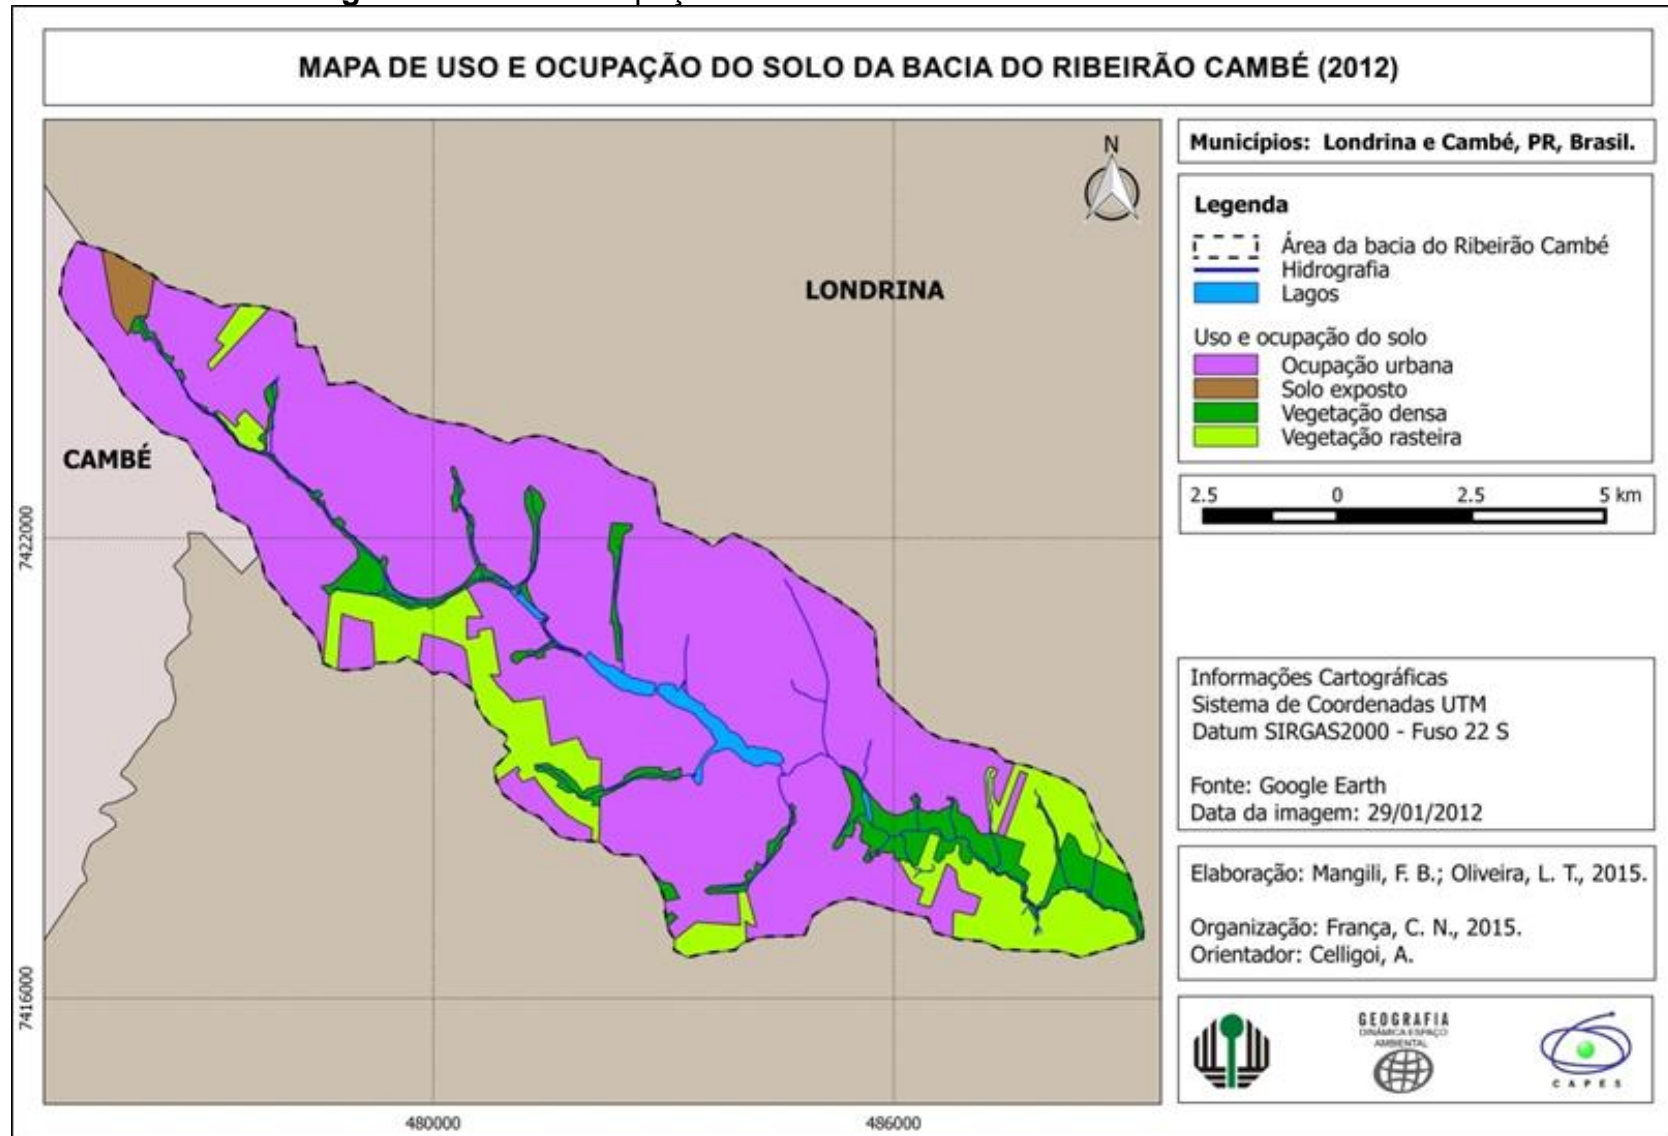 MAPA DE USO E OCUPAÇÃO DO SOLO DA BACIA DO RIBEIRÃO CAMBÉ (2012)
N
LONDRINA
CAMBÉ
7422000
7416000
480000
486000
Municípios: Londrina e Cambé, PR, Brasil.
Legenda
Área da bacia do Ribeirão Cambé
Hidrografia
Lagos
Uso e ocupação do solo
Ocupação urbana
Solo exposto
Vegetação densa
Vegetação rasteira
2.5 0 2.5 5 km
Informações Cartográficas
Sistema de Coordenadas UTM
Datum SIRGAS2000 - Fuso 22 S
Fonte: Google Earth
Data da imagem: 29/01/2012
Elaboração: Mangili, F. B.; Oliveira, L. T., 2015.
Organização: França, C. N., 2015.
Orientador: Celligoi, A.
GEOGRAFIA
DINÂMICA ESPAÇO
AMBIENTAL
CAPES